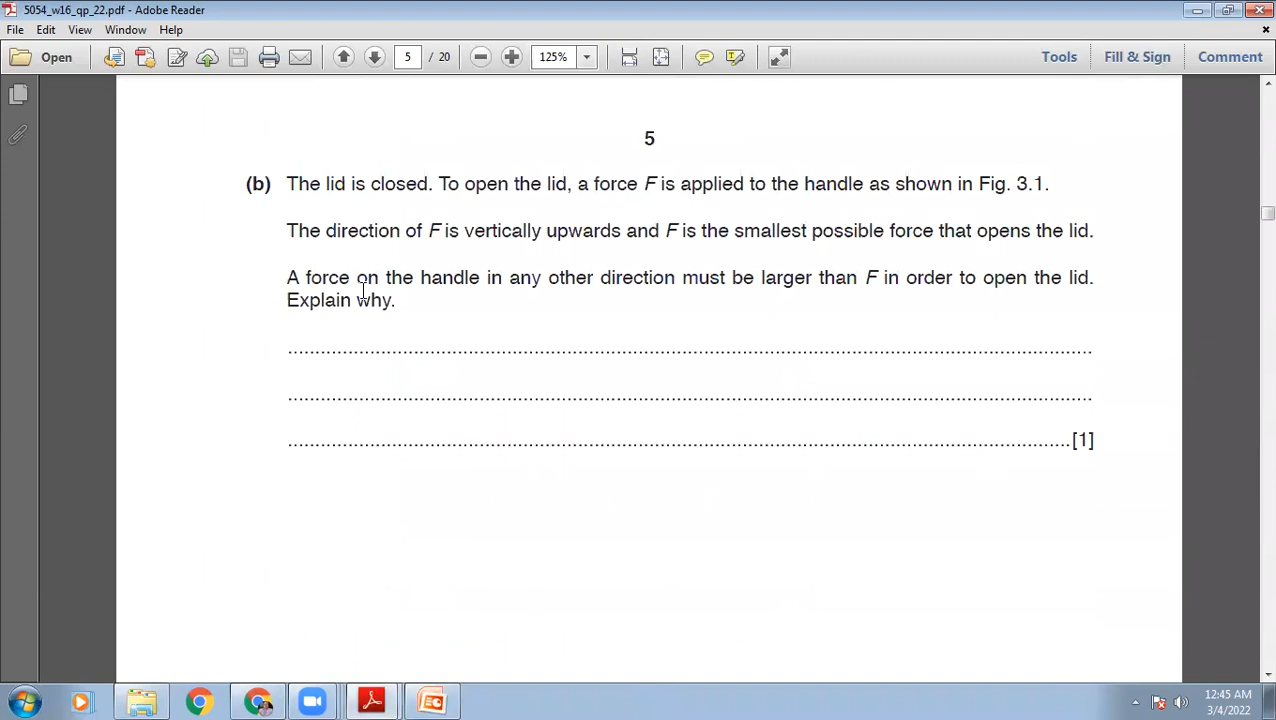 5054_w16_qp_22.pdf - Adobe Reader
File Edit View Window Help
Open 5 / 20 125% Tools Fill & Sign Comment
5
(b) The lid is closed. To open the lid, a force F is applied to the handle as shown in Fig. 3.1.
The direction of F is vertically upwards and F is the smallest possible force that opens the lid.
A force on the handle in any other direction must be larger than F in order to open the lid.
Explain why.
..........................................................................................................................................
..........................................................................................................................................
......................................................................................................................................[1]
12:45 AM
3/4/2022